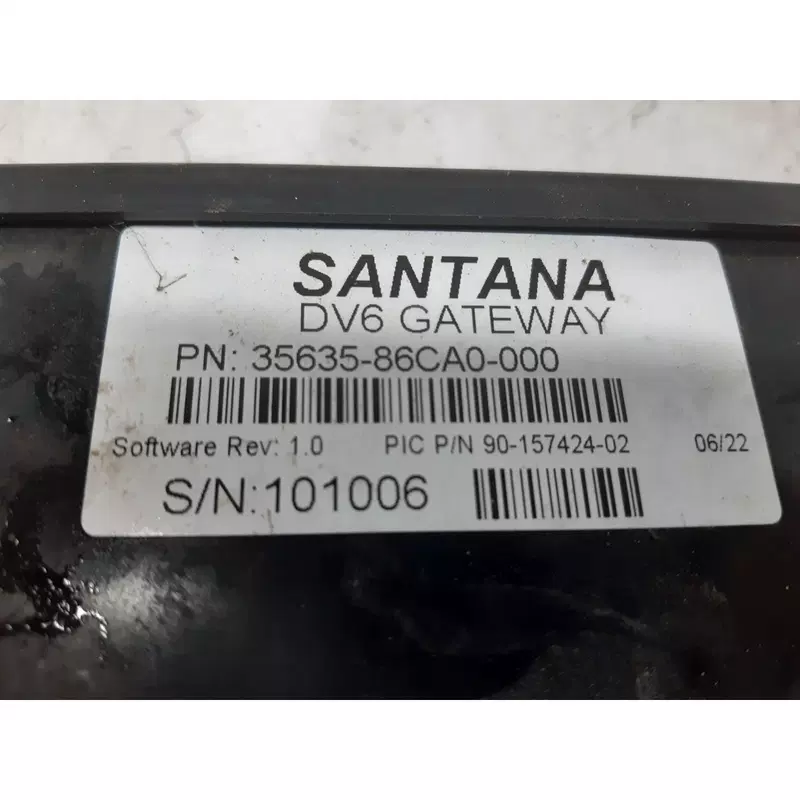 SANTANA
DV6 GATEWAY
PN: 35635-86CA0-000
Software Rev: 1.0 PIC P/N 90-157424-02 06/22
S/N:101006